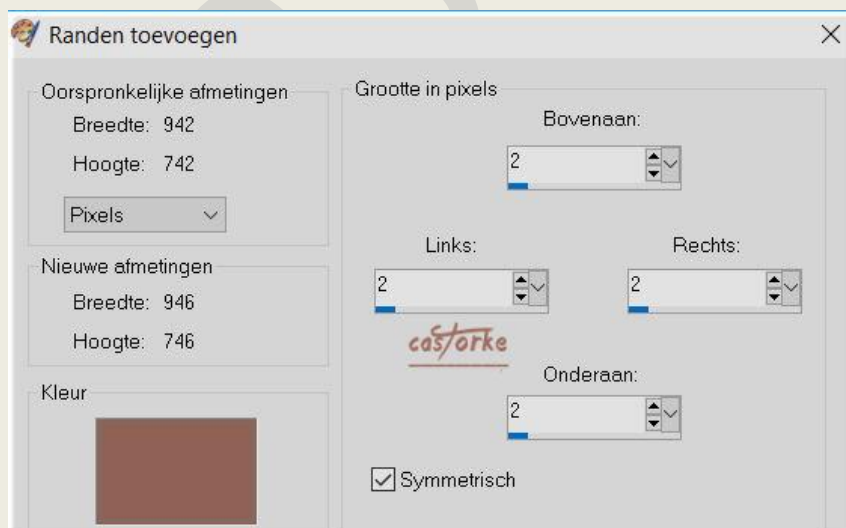 Randen toevoegen
Oorspronkelijke afmetingen
Breedte: 942
Hoogte: 742
Pixels
Nieuwe afmetingen
Breedte: 946
Hoogte: 746
Kleur
Grootte in pixels
Bovenaan:
2
Links:
2
Rechts:
2
castorke
Onderaan:
2
Symmetrisch